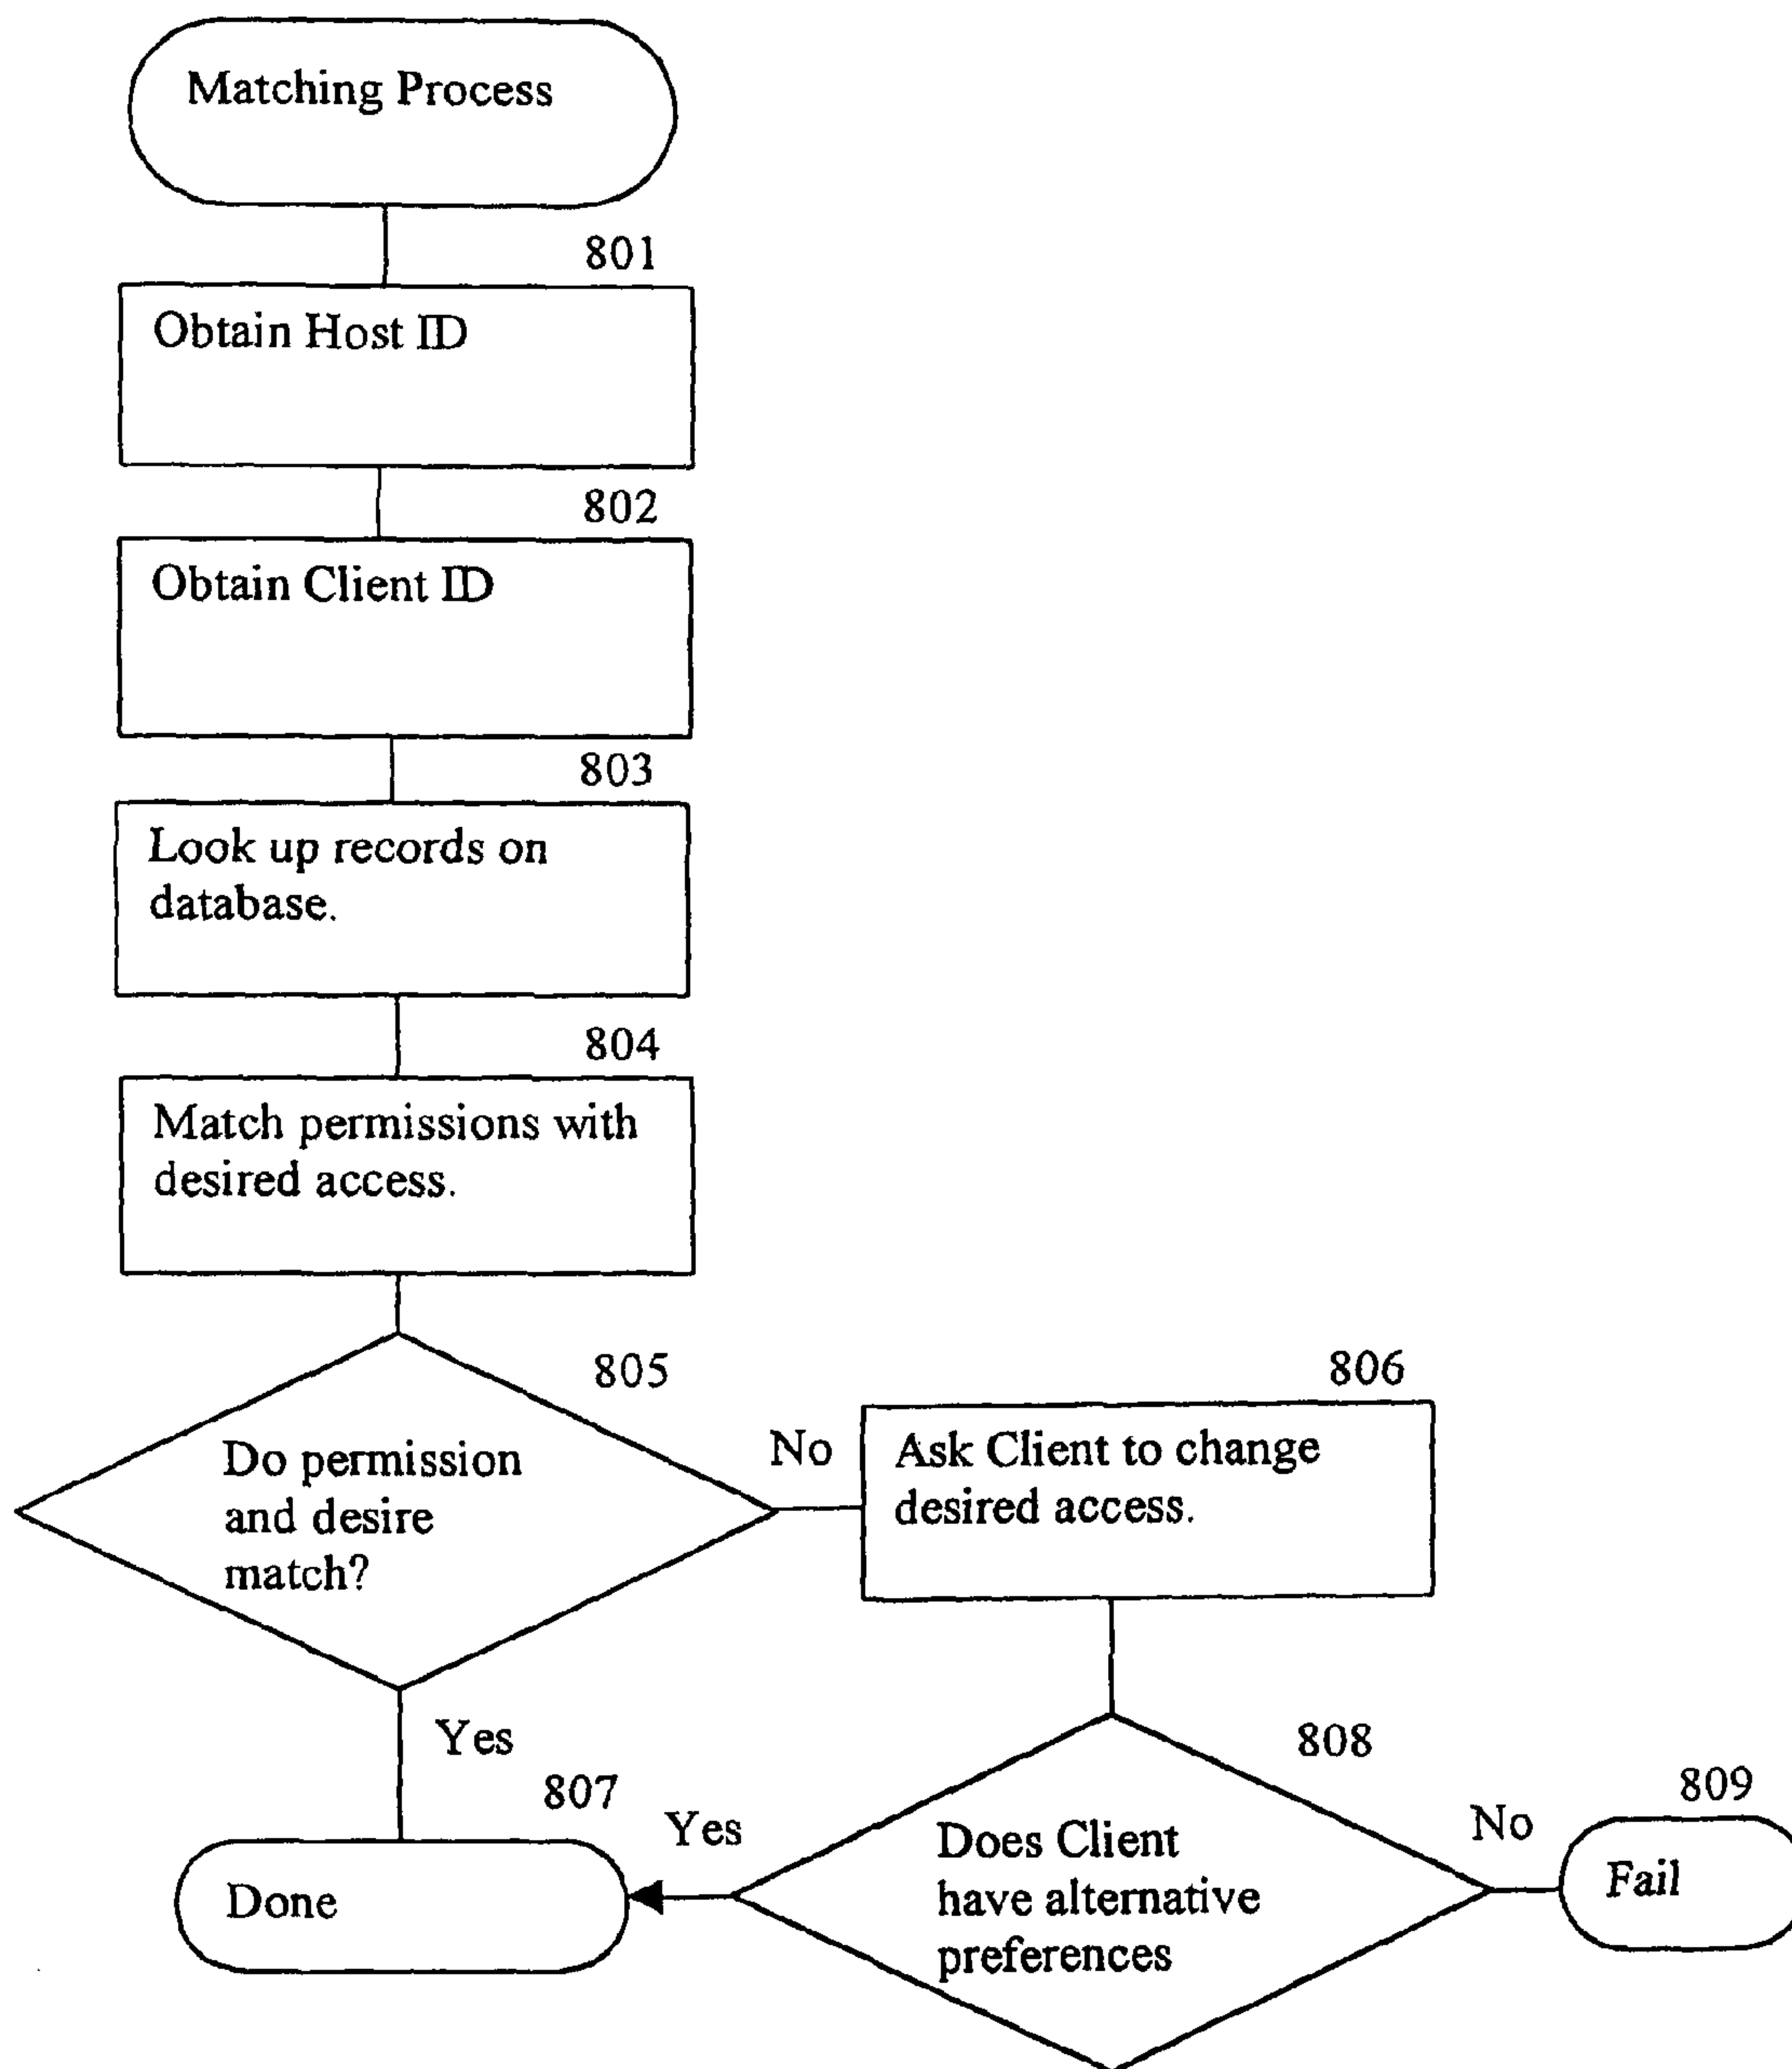 Matching Process
801
Obtain Host ID
802
Obtain Client ID
803
Look up records on
database.
804
Match permissions with
desired access.
805
Do permission
and desire
match?
No
806
Ask Client to change
desired access.
Yes
807
Done
Yes
808
Does Client
have alternative
preferences
No
809
Fail